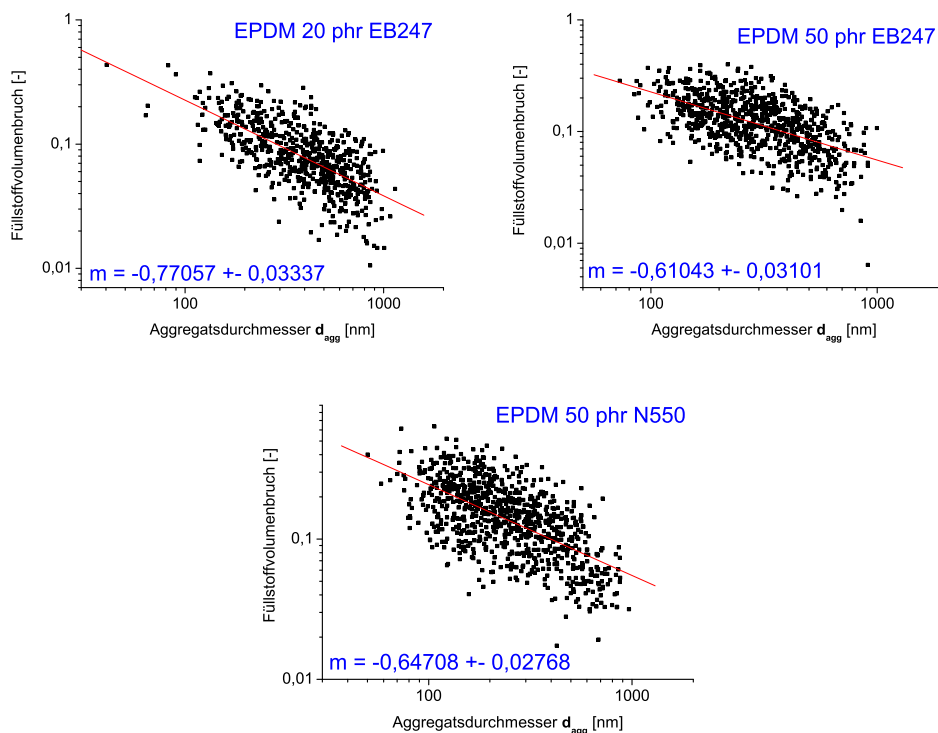 EPDM 20 phr EB247
Füllstoffvolumenbruch [-]
1
0,1
0,01
m = -0,77057 +- 0,03337
100
1000
Aggregatsdurchmesser d_agg [nm]
EPDM 50 phr EB247
Füllstoffvolumenbruch [-]
1
0,1
0,01
m = -0,61043 +- 0,03101
100
1000
Aggregatsdurchmesser d_agg [nm]
EPDM 50 phr N550
Füllstoffvolumenbruch [-]
0,1
0,01
m = -0,64708 +- 0,02768
100
1000
Aggregatsdurchmesser d_agg [nm]